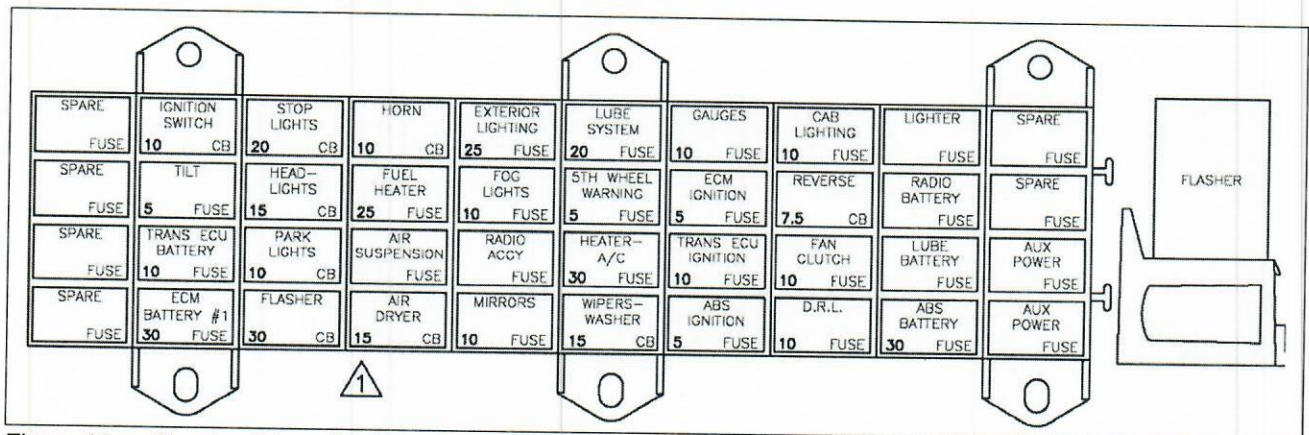 SPARE
FUSE
IGNITION
SWITCH
10 CB
STOP
LIGHTS
20 CB
HORN
10 CB
EXTERIOR
LIGHTING
25 FUSE
LUBE
SYSTEM
20 FUSE
GAUGES
10 FUSE
CAB
LIGHTING
10 FUSE
LIGHTER
FUSE
SPARE
FUSE
SPARE
FUSE
TILT
5 FUSE
HEAD-
LIGHTS
15 CB
FUEL
HEATER
25 FUSE
FOG
LIGHTS
10 FUSE
5TH WHEEL
WARNING
5 FUSE
ECM
IGNITION
5 FUSE
REVERSE
7.5 CB
RADIO
BATTERY
FUSE
SPARE
FUSE
FLASHER
SPARE
FUSE
TRANS ECU
BATTERY
10 FUSE
PARK
LIGHTS
10 CB
AIR
SUSPENSION
FUSE
RADIO
ACCY
FUSE
HEATER-
A/C
30 FUSE
TRANS ECU
IGNITION
10 FUSE
FAN
CLUTCH
10 FUSE
LUBE
BATTERY
FUSE
AUX
POWER
FUSE
SPARE
FUSE
ECM
BATTERY #1
30 FUSE
FLASHER
30 CB
AIR
DRYER
15 CB
MIRRORS
10 FUSE
WIPERS-
WASHER
15 CB
ABS
IGNITION
5 FUSE
D.R.L.
10 FUSE
ABS
BATTERY
30 FUSE
AUX
POWER
FUSE
1